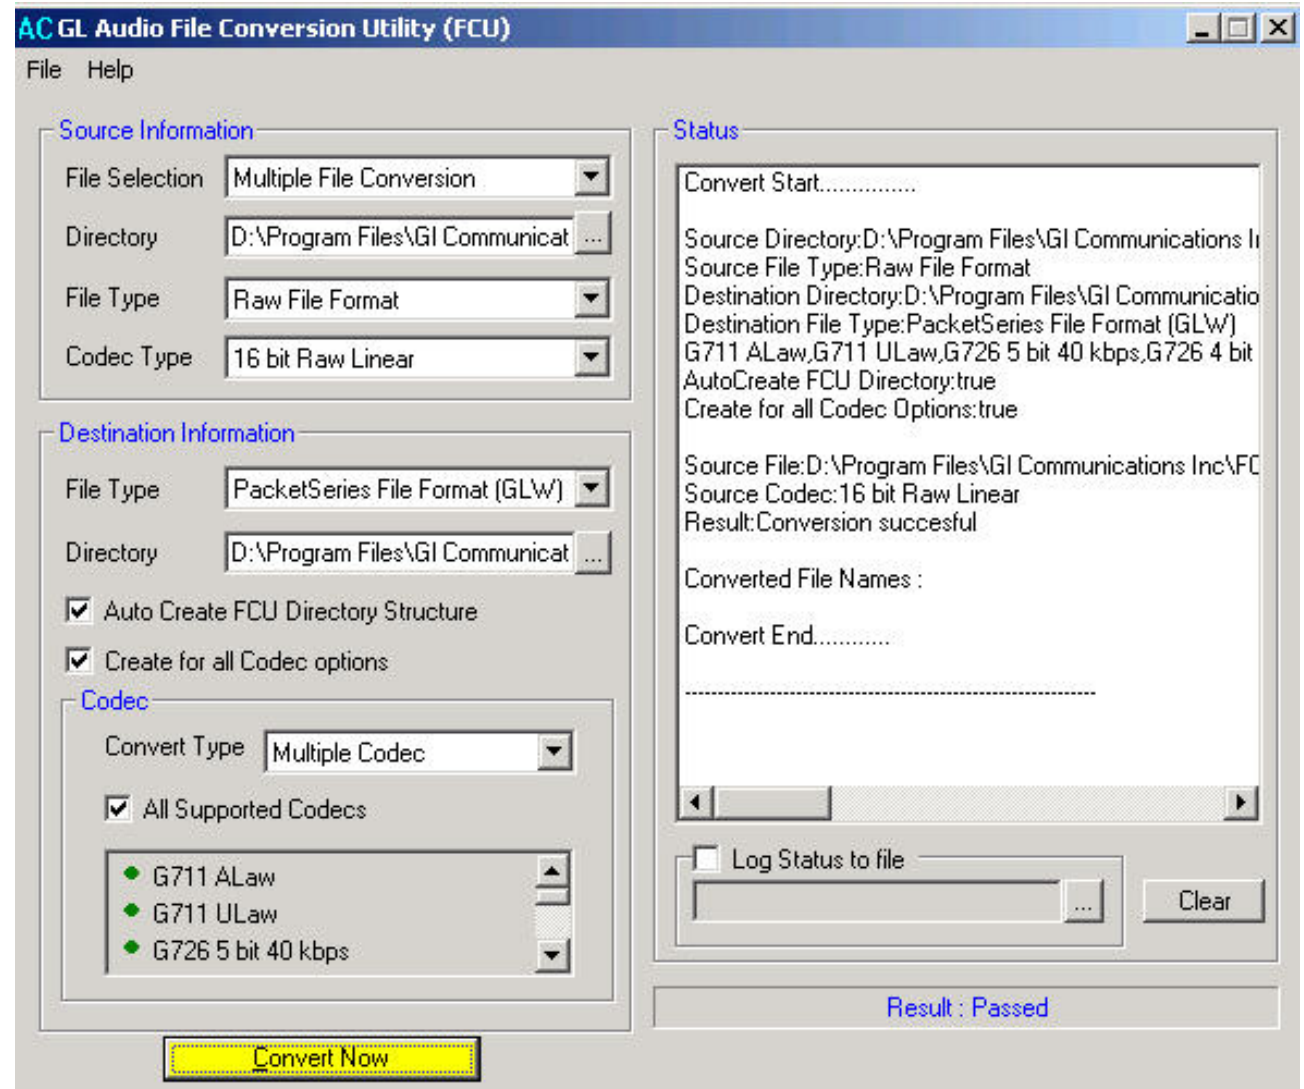 AC GL Audio File Conversion Utility (FCU)
File Help
Source Information
File Selection Multiple File Conversion
Directory D:\Program Files\Gl Communicat ...
File Type Raw File Format
Codec Type 16 bit Raw Linear
Destination Information
File Type PacketSeries File Format (GLW)
Directory D:\Program Files\Gl Communicat ...
Auto Create FCU Directory Structure
Create for all Codec options
Codec
Convert Type Multiple Codec
All Supported Codecs
G711 ALaw
G711 ULaw
G726 5 bit 40 kbps
Convert Now
Status
Convert Start...............
Source Directory:D:\Program Files\Gl Communications In
Source File Type:Raw File Format
Destination Directory:D:\Program Files\Gl Communicatio
Destination File Type:PacketSeries File Format (GLW)
G711 ALaw,G711 ULaw,G726 5 bit 40 kbps,G726 4 bit
AutoCreate FCU Directory:true
Create for all Codec Options:true
Source File:D:\Program Files\Gl Communications Inc\FC
Source Codec:16 bit Raw Linear
Result:Conversion succesful
Converted File Names :
Convert End............
---------------------------------------------------------------
Log Status to file
... Clear
Result : Passed